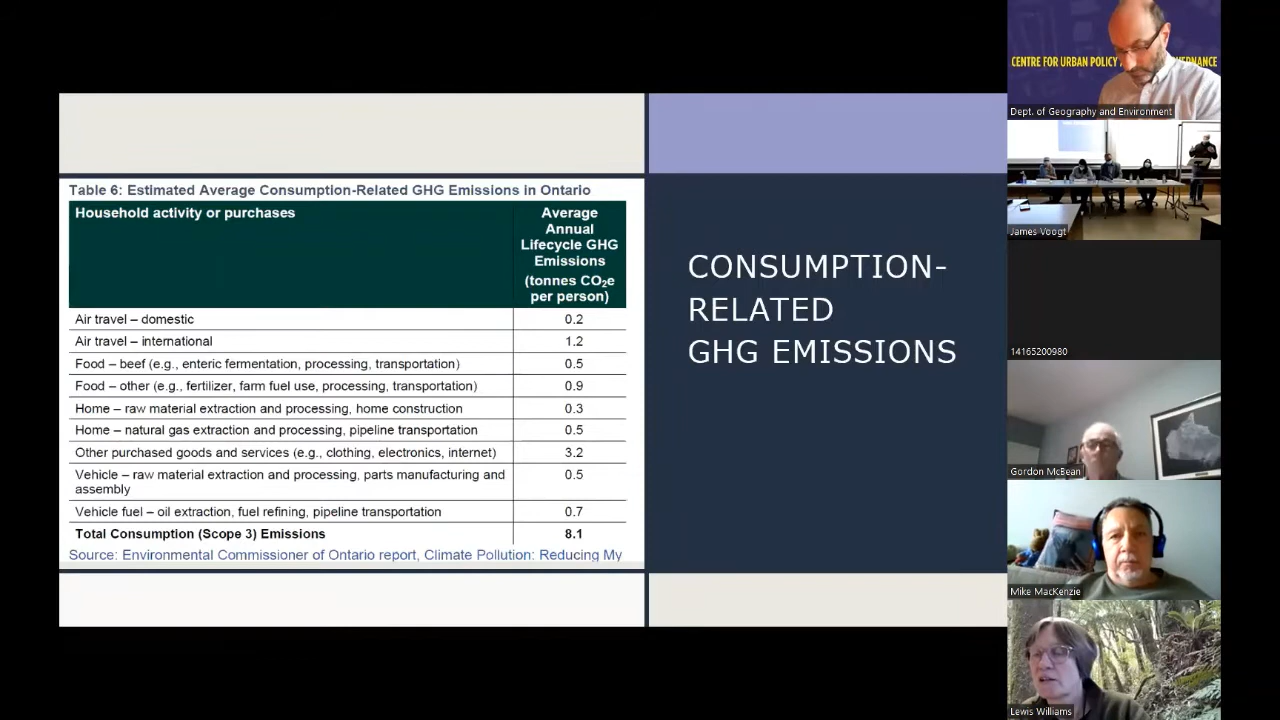 Table 6: Estimated Average Consumption-Related GHG Emissions in Ontario
Household activity or purchases
Average
Annual
Lifecycle GHG
Emissions
(tonnes CO₂e
per person)
Air travel – domestic 0.2
Air travel – international 1.2
Food – beef (e.g., enteric fermentation, processing, transportation) 0.5
Food – other (e.g., fertilizer, farm fuel use, processing, transportation) 0.9
Home – raw material extraction and processing, home construction 0.3
Home – natural gas extraction and processing, pipeline transportation 0.5
Other purchased goods and services (e.g., clothing, electronics, internet) 3.2
Vehicle – raw material extraction and processing, parts manufacturing and
assembly 0.5
Vehicle fuel – oil extraction, fuel refining, pipeline transportation 0.7
Total Consumption (Scope 3) Emissions 8.1
Source: Environmental Commissioner of Ontario report, Climate Pollution: Reducing My
CONSUMPTION-
RELATED
GHG EMISSIONS
CENTRE FOR URBAN POLICY
Dept. of Geography and Environment
James Voogt
14165200980
Gordon McBean
Mike MacKenzie
Lewis Williams